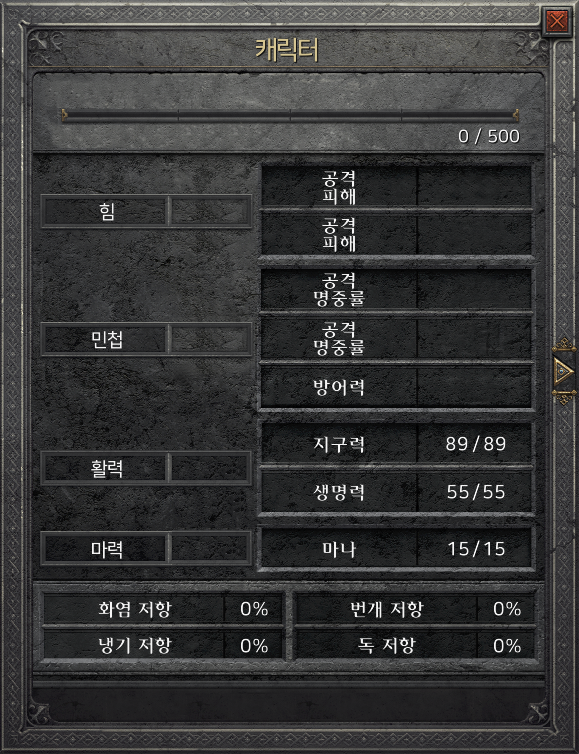 캐릭터
0 / 500
힘
공격
피해
공격
피해
민첩
공격
명중률
공격
명중률
방어력
활력
지구력 89/89
생명력 55/55
마력
마나 15/15
화염 저항 0% 번개 저항 0%
냉기 저항 0% 독 저항 0%